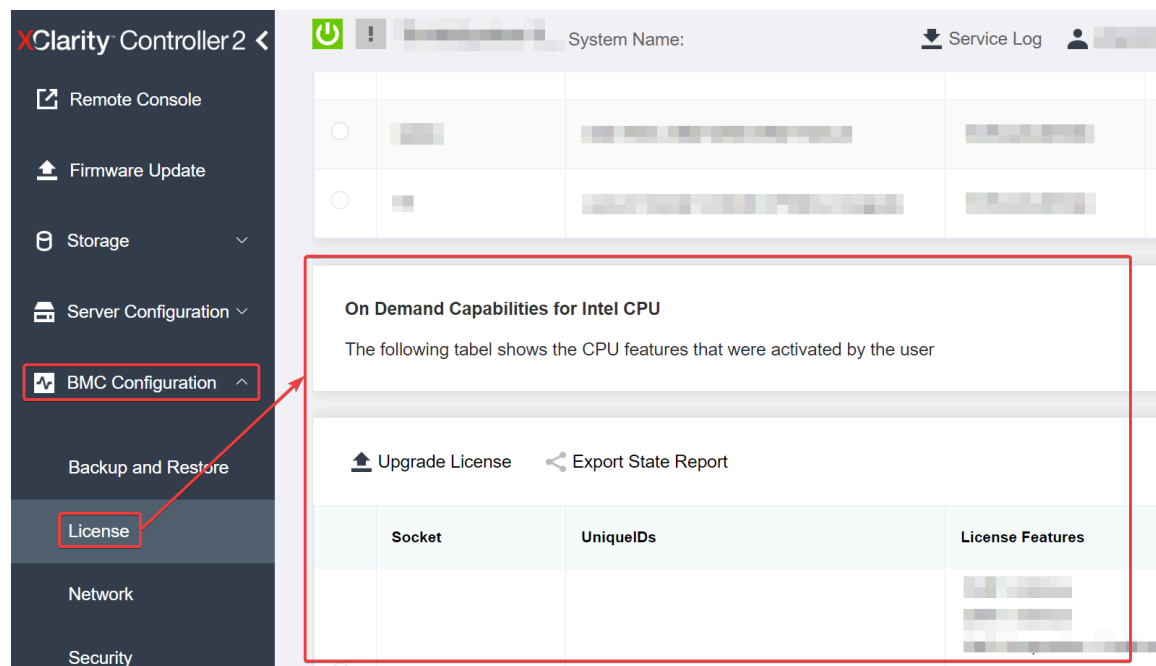 XClarity Controller 2
System Name:
Service Log
Remote Console
Firmware Update
Storage
Server Configuration
BMC Configuration
Backup and Restore
License
Network
Security
On Demand Capabilities for Intel CPU
The following tabel shows the CPU features that were activated by the user
Upgrade License
Export State Report
Socket
UniqueIDs
License Features